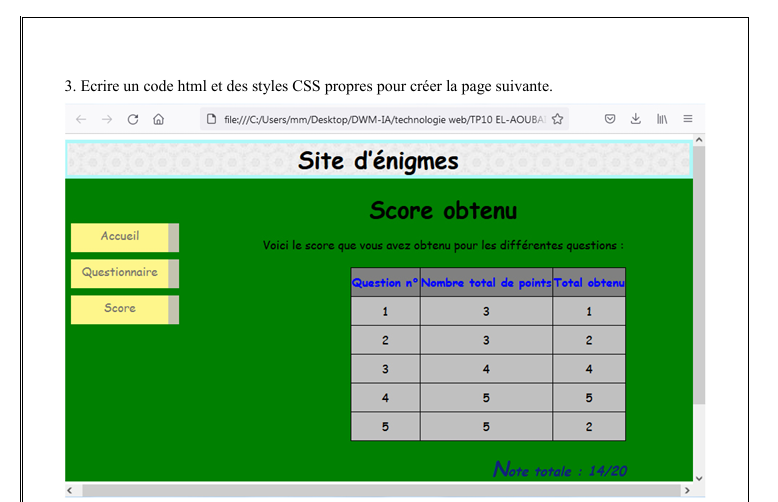 3. Ecrire un code html et des styles CSS propres pour créer la page suivante.
file:///C:/Users/mm/Desktop/DWM-IA/technologie web/TP10 EL-AOUBA
Site d'énigmes
Score obtenu
Accueil
Voici le score que vous avez obtenu pour les différentes questions :
Questionnaire
Question n° Nombre total de points Total obtenu
Score
1 3 1
2 3 2
3 4 4
4 5 5
5 5 2
Note totale : 14/20